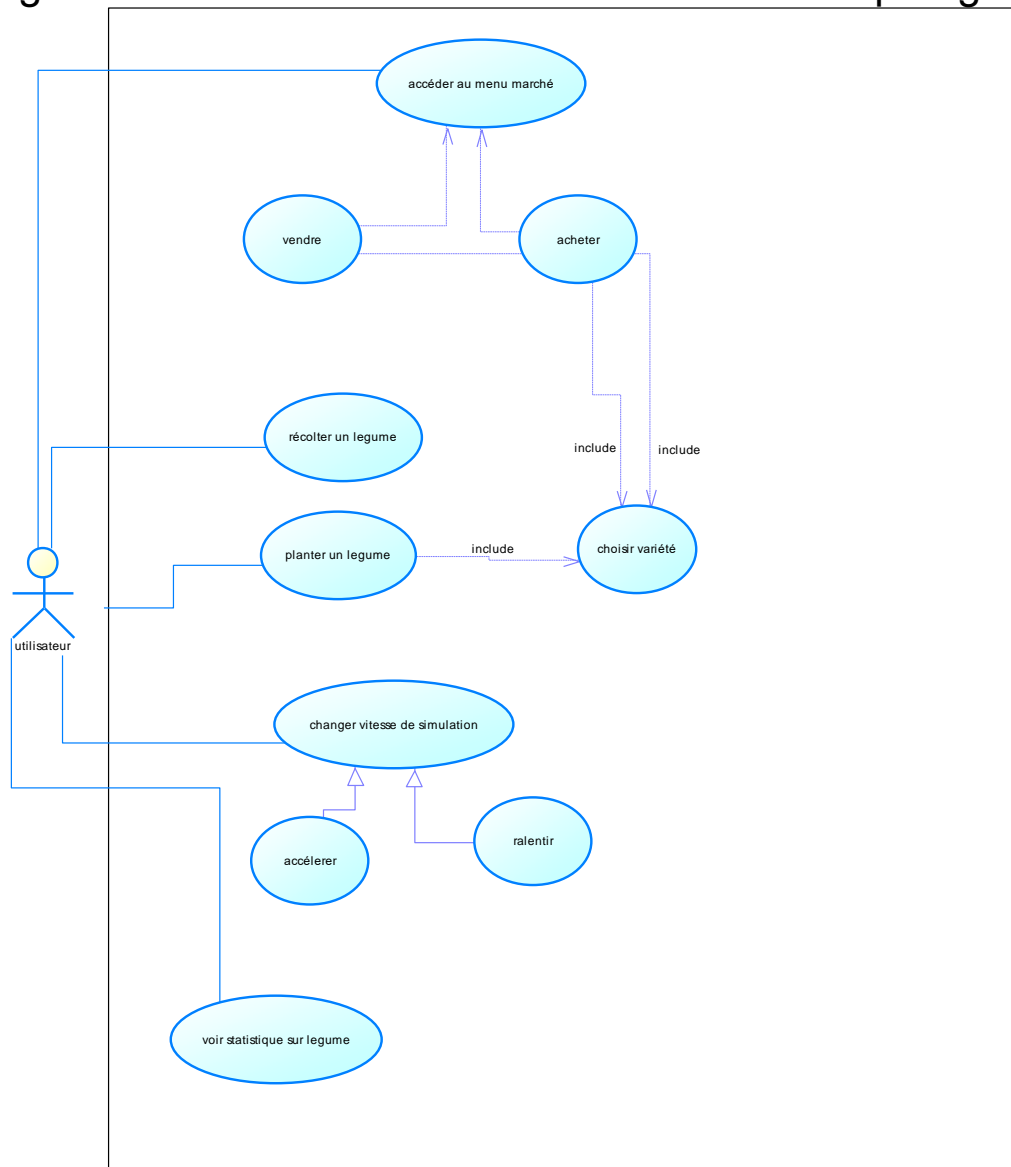 accéder au menu marché
vendre
acheter
récolter un legume
include
include
planter un legume
include
choisir variété
utilisateur
changer vitesse de simulation
accélerer
ralentir
voir statistique sur legume